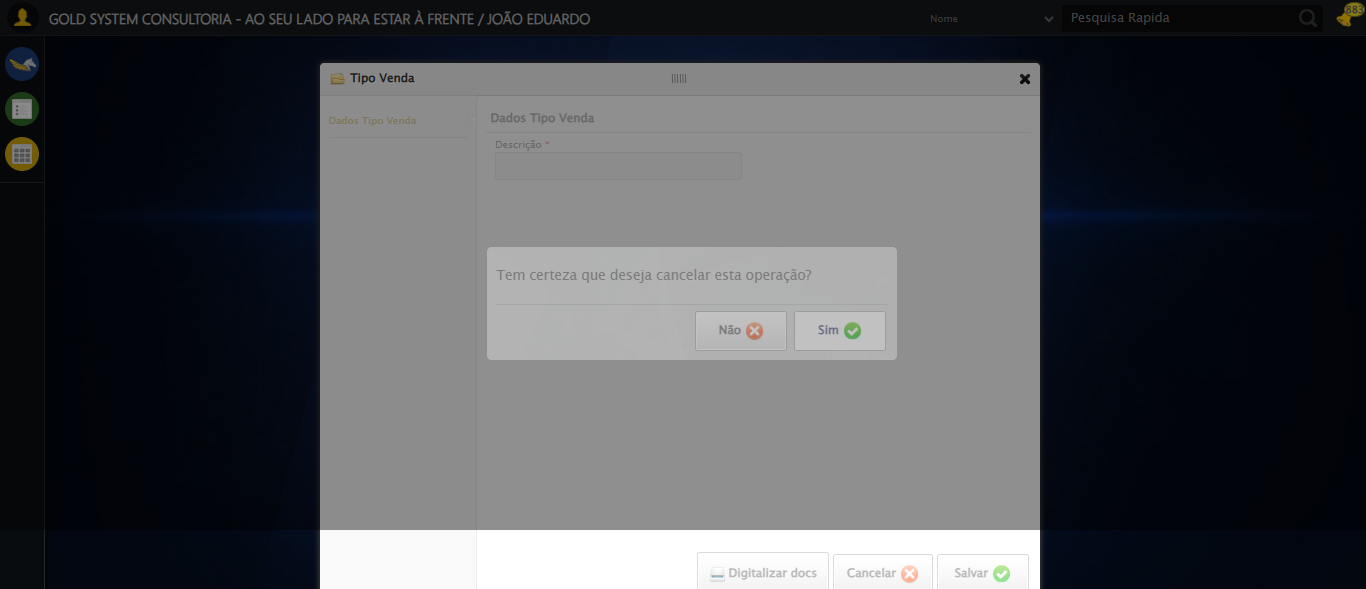 GOLD SYSTEM CONSULTORIA - AO SEU LADO PARA ESTAR À FRENTE / JOÃO EDUARDO
Nome
Pesquisa Rapida
883
Tipo Venda
Dados Tipo Venda
Dados Tipo Venda
Descrição *
Tem certeza que deseja cancelar esta operação?
Não
Sim
Digitalizar docs
Cancelar
Salvar